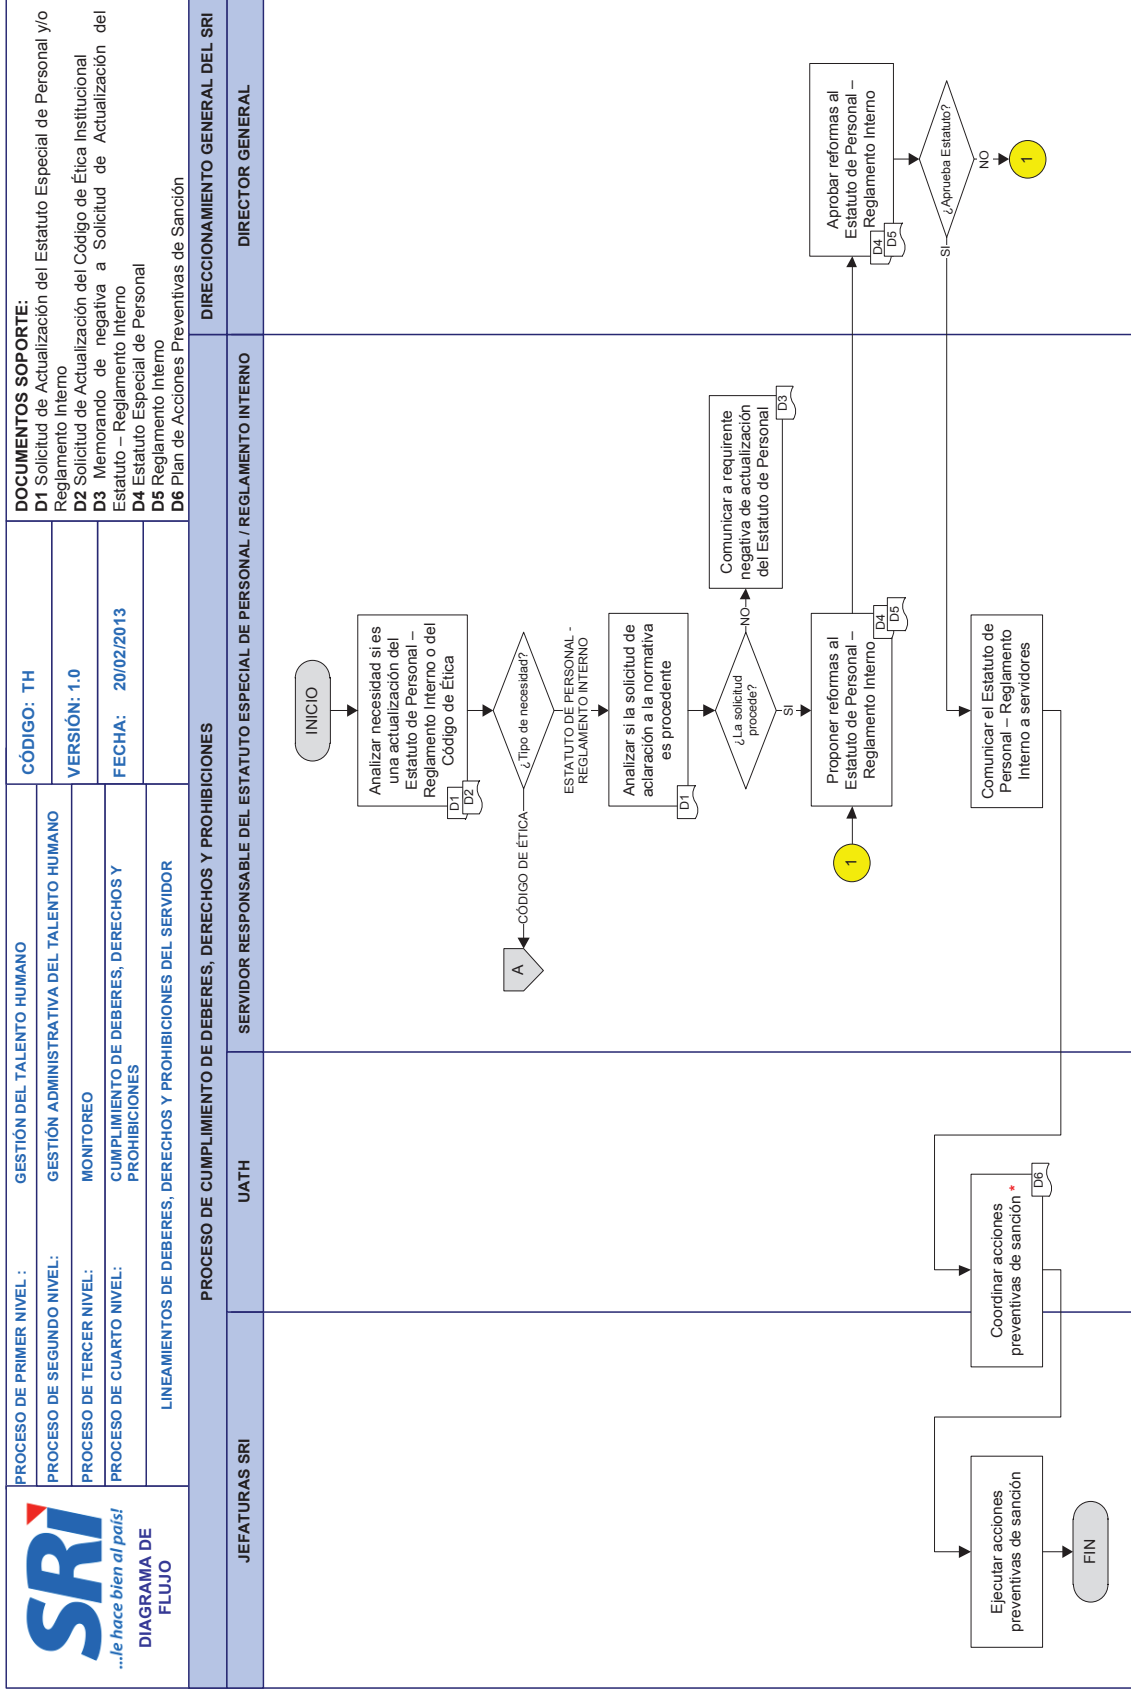 SRi
...le hace bien al país!
DIAGRAMA DE
FLUJO
PROCESO DE PRIMER NIVEL :
GESTIÓN DEL TALENTO HUMANO
PROCESO DE SEGUNDO NIVEL:
GESTIÓN ADMINISTRATIVA DEL TALENTO HUMANO
PROCESO DE TERCER NIVEL:
MONITOREO
PROCESO DE CUARTO NIVEL:
CUMPLIMIENTO DE DEBERES, DERECHOS Y
PROHIBICIONES
LINEAMIENTOS DE DEBERES, DERECHOS Y PROHIBICIONES DEL SERVIDOR
CÓDIGO: TH
VERSIÓN: 1.0
FECHA: 20/02/2013
DOCUMENTOS SOPORTE:
D1 Solicitud de Actualización del Estatuto Especial de Personal y/o
Reglamento Interno
D2 Solicitud de Actualización del Código de Ética Institucional
D3 Memorando de negativa a Solicitud de Actualización del
Estatuto – Reglamento Interno
D4 Estatuto Especial de Personal
D5 Reglamento Interno
D6 Plan de Acciones Preventivas de Sanción
PROCESO DE CUMPLIMIENTO DE DEBERES, DERECHOS Y PROHIBICIONES
DIRECCIONAMIENTO GENERAL DEL SRI
JEFATURAS SRI
UATH
SERVIDOR RESPONSABLE DEL ESTATUTO ESPECIAL DE PERSONAL / REGLAMENTO INTERNO
DIRECTOR GENERAL
INICIO
Analizar necesidad si es
una actualización del
Estatuto de Personal –
Reglamento Interno o del
Código de Ética
D1
D2
¿Tipo de necesidad?
CÓDIGO DE ÉTICA
A
ESTATUTO DE PERSONAL -
REGLAMENTO INTERNO
Analizar si la solicitud de
aclaración a la normativa
es procedente
D1
¿La solicitud
procede?
NO
Comunicar a requirente
negativa de actualización
del Estatuto de Personal
D3
SI
1
Proponer reformas al
Estatuto de Personal –
Reglamento Interno
D4
D5
Aprobar reformas al
Estatuto de Personal –
Reglamento Interno
D4
D5
¿Aprueba Estatuto?
SI
NO
1
Comunicar el Estatuto de
Personal – Reglamento
Interno a servidores
Coordinar acciones
preventivas de sanción *
D6
Ejecutar acciones
preventivas de sanción
FIN